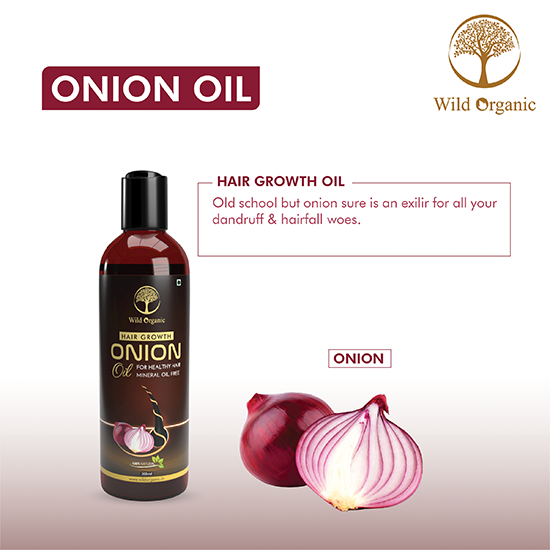 ONION OIL
Wild Organic
HAIR GROWTH OIL
Old school but onion sure is an exilir for all your
dandruff & hairfall woes.
Wild Organic
HAIR GROWTH
ONION
Oil
FOR HEALTHY HAIR
MINERAL OIL FREE
ONION